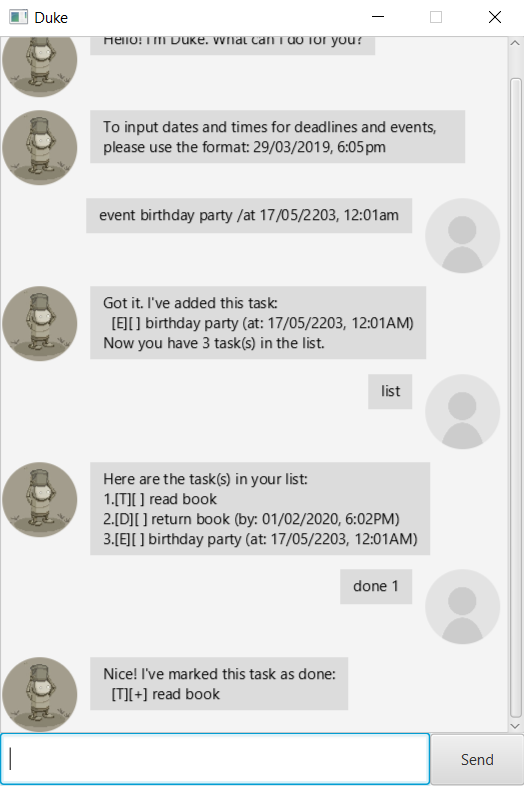 Duke
Hello! I'm Duke. What can I do for you?
To input dates and times for deadlines and events,
please use the format: 29/03/2019, 6:05pm
event birthday party /at 17/05/2203, 12:01am
Got it. I've added this task:
[E][ ] birthday party (at: 17/05/2203, 12:01AM)
Now you have 3 task(s) in the list.
list
Here are the task(s) in your list:
1.[T][ ] read book
2.[D][ ] return book (by: 01/02/2020, 6:02PM)
3.[E][ ] birthday party (at: 17/05/2203, 12:01AM)
done 1
Nice! I've marked this task as done:
[T][+] read book
Send